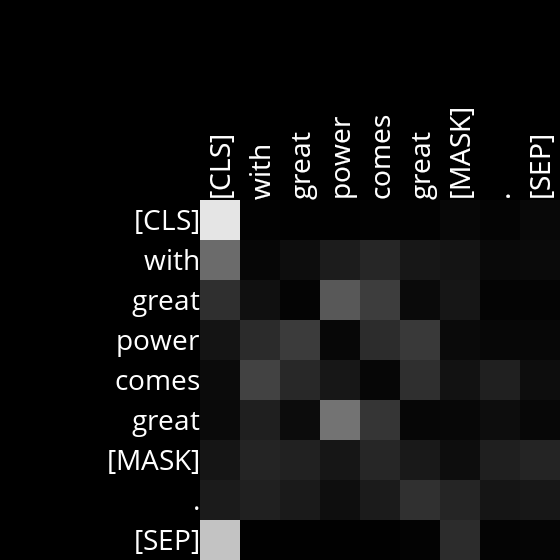 [CLS] with great power comes great [MASK] . [SEP]
[CLS]
with
great
power
comes
great
[MASK]
.
[SEP]